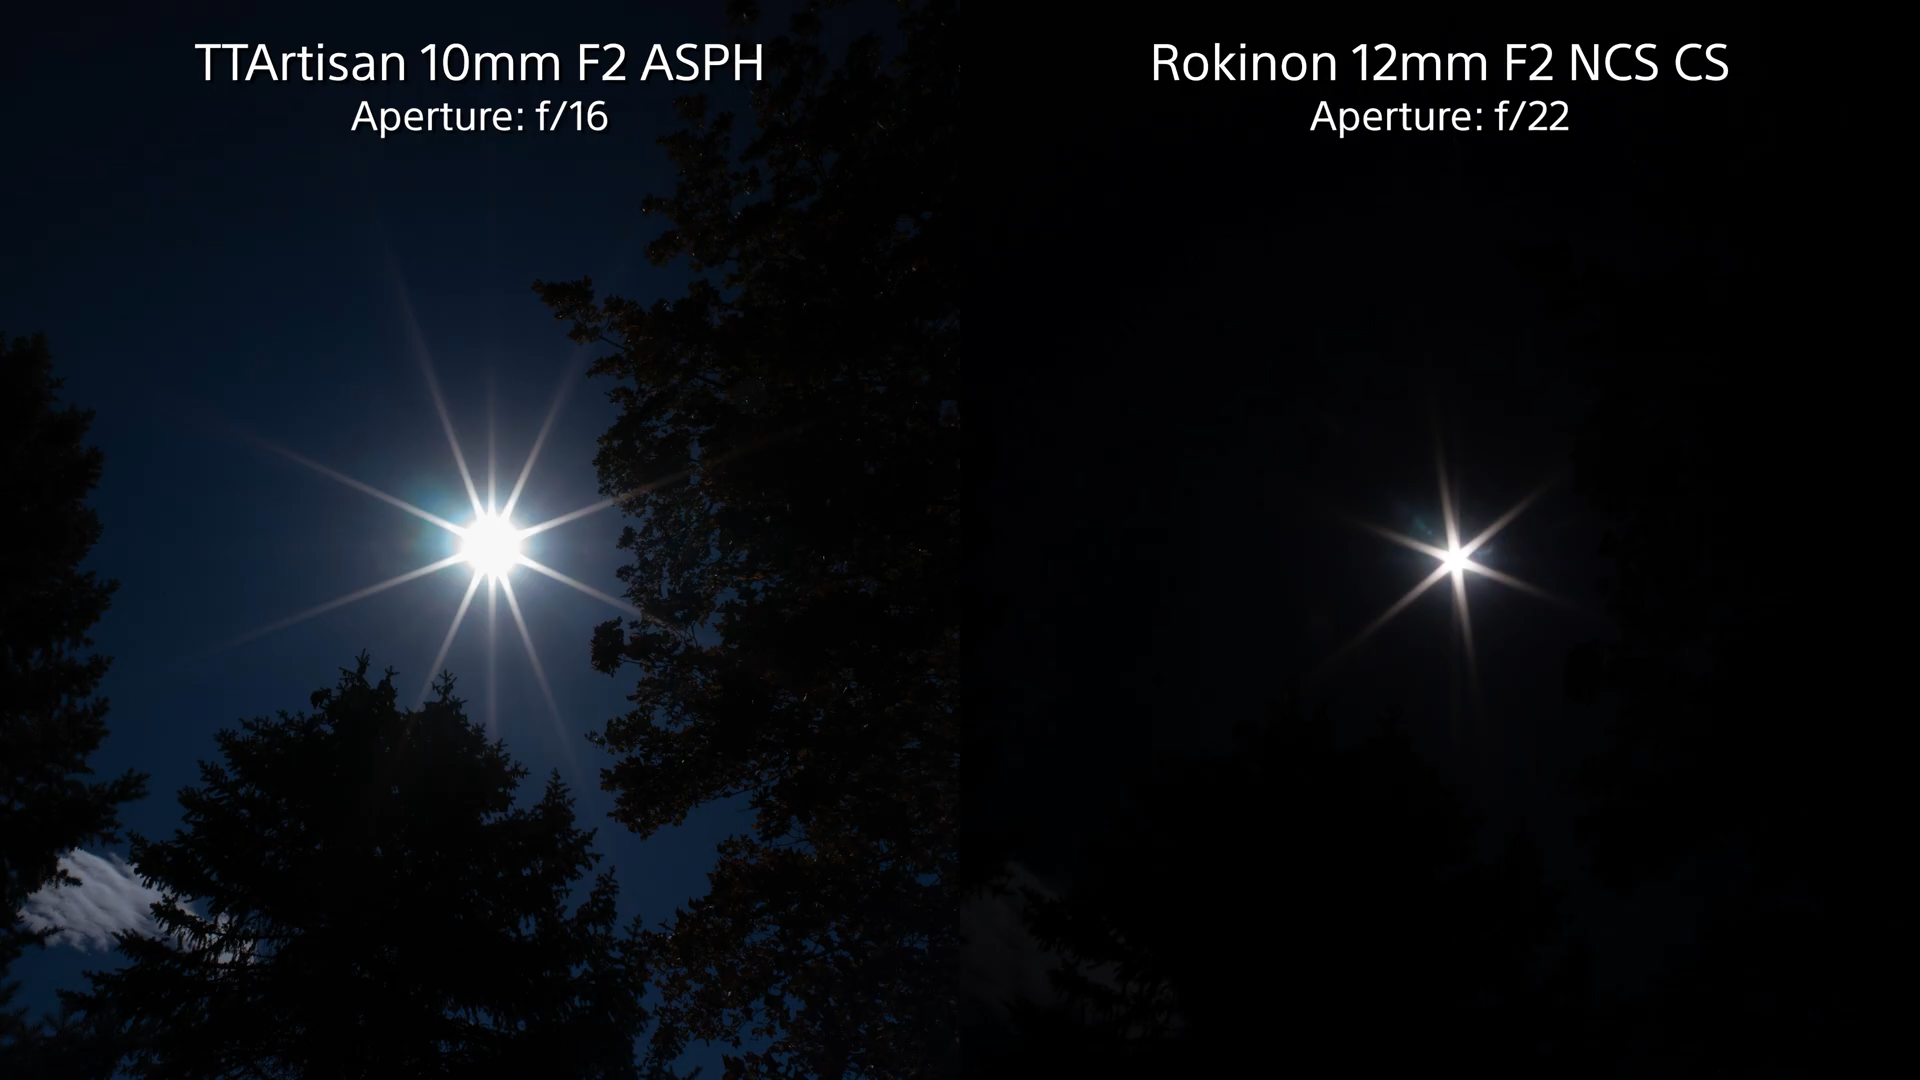 TTArtisan 10mm F2 ASPH
Aperture: f/16
Rokinon 12mm F2 NCS CS
Aperture: f/22